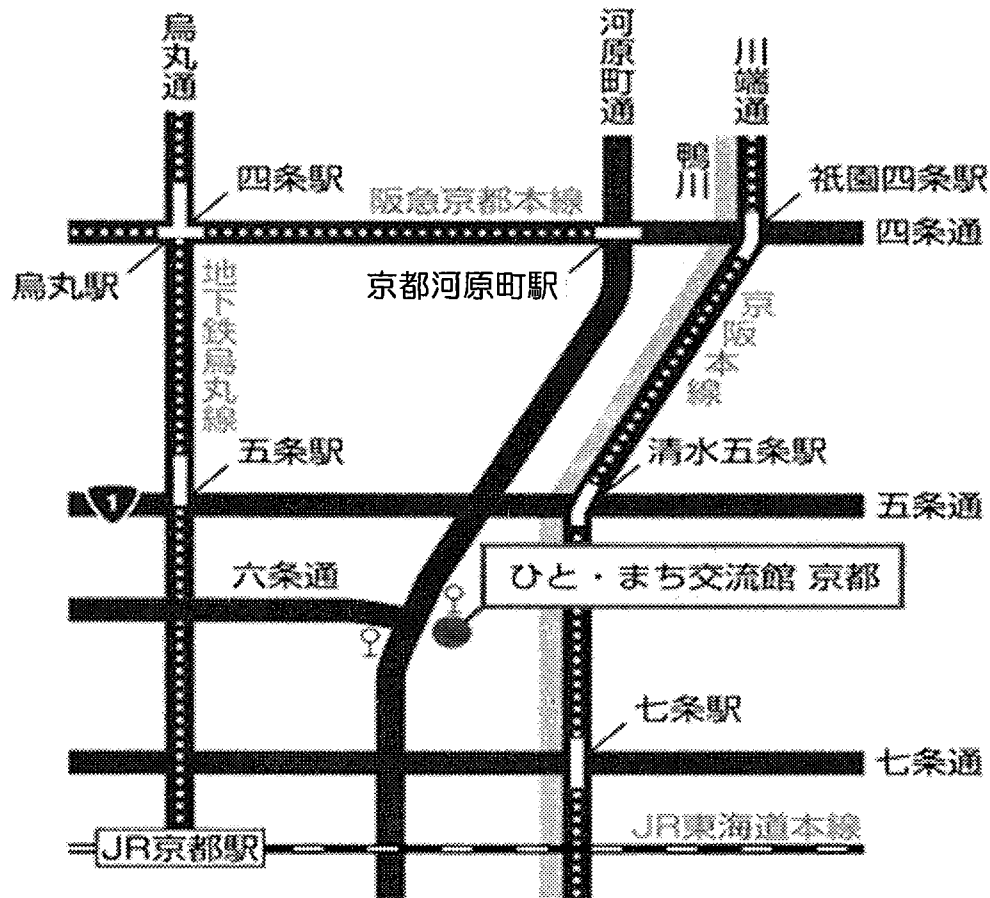 烏丸通
河原町通
川端通
鴨川
四条駅
阪急京都本線
祇園四条駅
四条通
烏丸駅
京都河原町駅
地下鉄烏丸線
京阪本線
五条駅
清水五条駅
1
五条通
六条通
ひと・まち交流館 京都
七条駅
七条通
JR東海道本線
JR京都駅